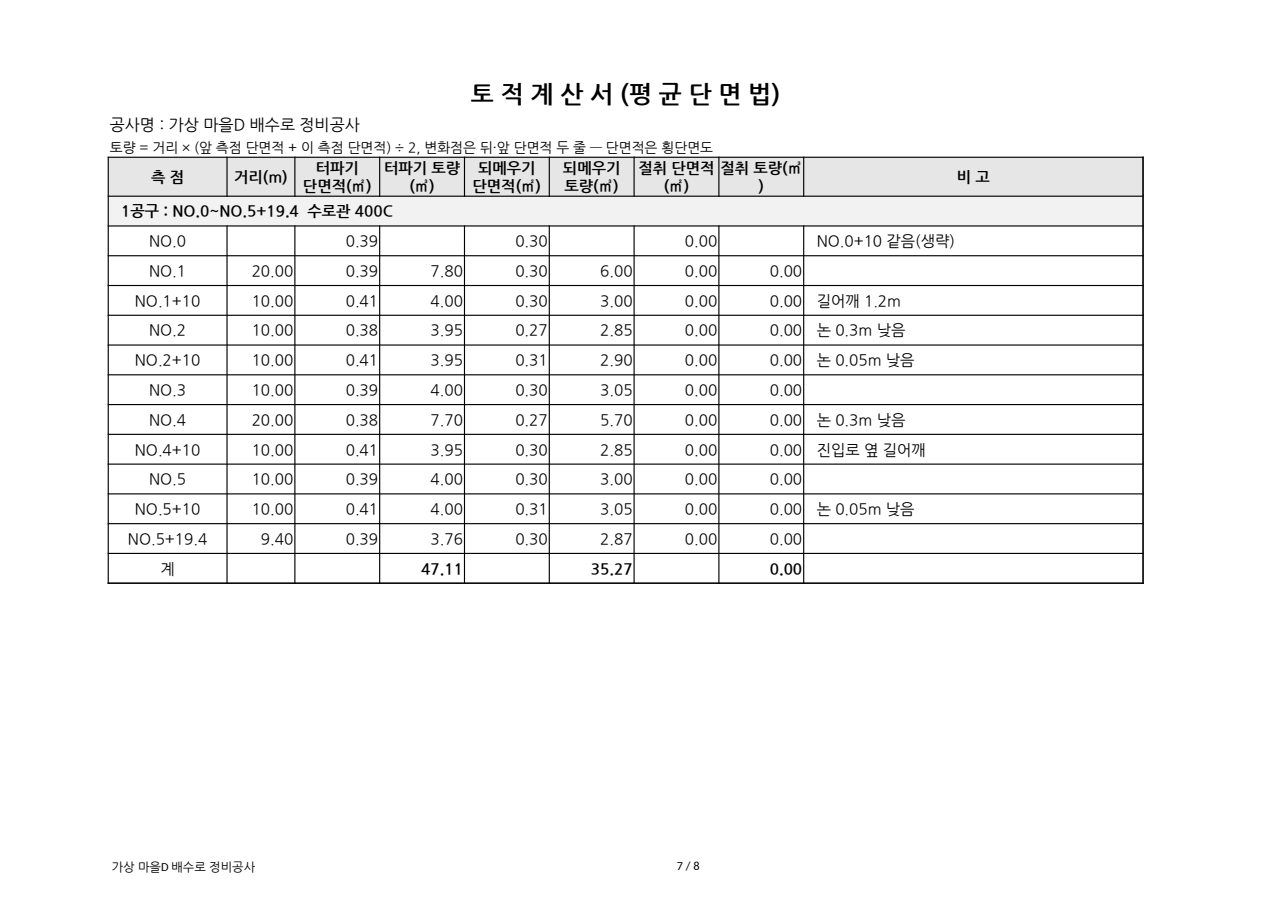 토 적 계 산 서 (평 균 단 면 법)
공사명 : 가상 마을D 배수로 정비공사
토량 = 거리 × (앞 측점 단면적 + 이 측점 단면적) ÷ 2, 변화점은 뒤·앞 단면적 두 줄 — 단면적은 횡단면도
측 점 거리(m) 터파기 단면적(㎡) 터파기 토량(㎥) 되메우기 단면적(㎡) 되메우기 토량(㎥) 절취 단면적(㎡) 절취 토량(㎥) 비 고
1공구 : NO.0~NO.5+19.4 수로관 400C
NO.0 0.39 0.30 0.00 NO.0+10 같음(생략)
NO.1 20.00 0.39 7.80 0.30 6.00 0.00 0.00
NO.1+10 10.00 0.41 4.00 0.30 3.00 0.00 0.00 길어깨 1.2m
NO.2 10.00 0.38 3.95 0.27 2.85 0.00 0.00 논 0.3m 낮음
NO.2+10 10.00 0.41 3.95 0.31 2.90 0.00 0.00 논 0.05m 낮음
NO.3 10.00 0.39 4.00 0.30 3.05 0.00 0.00
NO.4 20.00 0.38 7.70 0.27 5.70 0.00 0.00 논 0.3m 낮음
NO.4+10 10.00 0.41 3.95 0.30 2.85 0.00 0.00 진입로 옆 길어깨
NO.5 10.00 0.39 4.00 0.30 3.00 0.00 0.00
NO.5+10 10.00 0.41 4.00 0.31 3.05 0.00 0.00 논 0.05m 낮음
NO.5+19.4 9.40 0.39 3.76 0.30 2.87 0.00 0.00
계 47.11 35.27 0.00
가상 마을D 배수로 정비공사 7 / 8